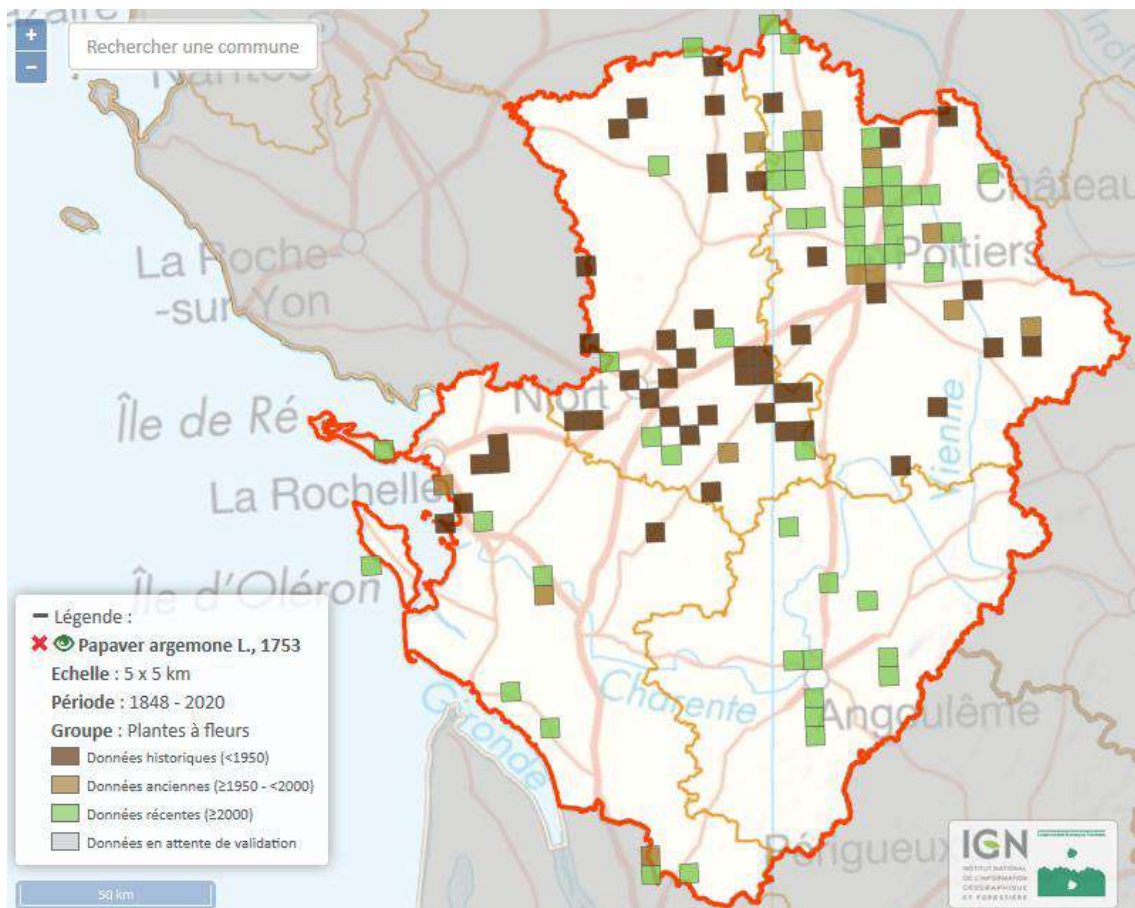 azaire
Nantes
Indr
+
−
Rechercher une commune
Château
La Roche-
-sur-Yon
Poitiers
Île de Ré
Niort
Vienne
La Rochelle
Île d'Oléron
Charente
Gironde
Angoulême
Périgueux
Légende :
Papaver argemone L., 1753
Echelle : 5 x 5 km
Période : 1848 - 2020
Groupe : Plantes à fleurs
Données historiques (<1950)
Données anciennes (≥1950 - <2000)
Données récentes (≥2000)
Données en attente de validation
50 km
IGN
INSTITUT NATIONAL
DE L'INFORMATION
GÉOGRAPHIQUE
ET FORESTIÈRE